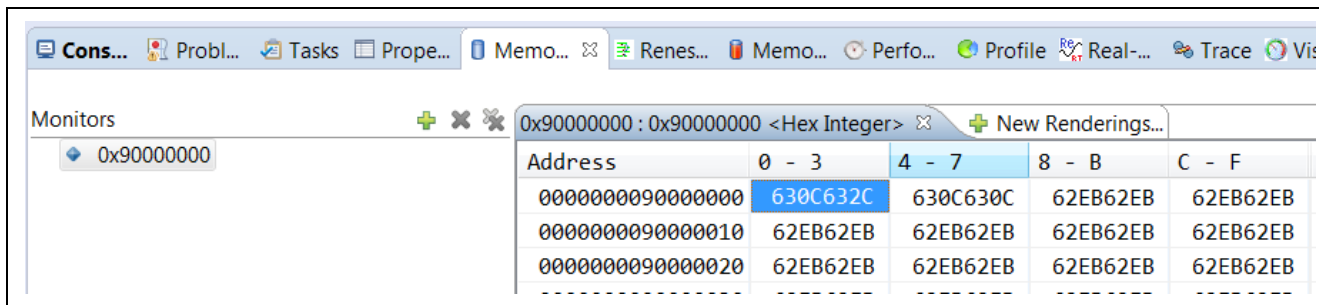 Cons... Probl... Tasks Prope... Memo... Renes... Memo... Perfo... Profile Real-... Trace Vis
Monitors
0x90000000
0x90000000 : 0x90000000 <Hex Integer> New Renderings...
Address 0 - 3 4 - 7 8 - B C - F
0000000090000000 630C632C 630C630C 62EB62EB 62EB62EB
0000000090000010 62EB62EB 62EB62EB 62EB62EB 62EB62EB
0000000090000020 62EB62EB 62EB62EB 62EB62EB 62EB62EB